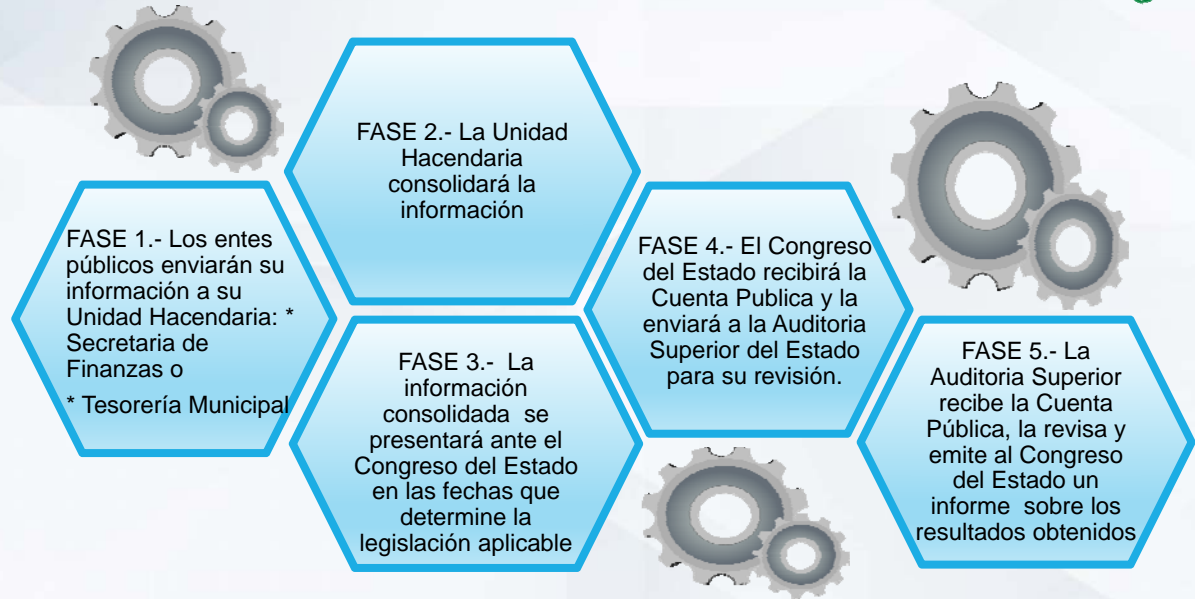 FASE 1.- Los entes
públicos enviarán su
información a su
Unidad Hacendaria: *
Secretaria de
Finanzas o
* Tesorería Municipal
FASE 2.- La Unidad
Hacendaria
consolidará la
información
FASE 3.- La
información
consolidada se
presentará ante el
Congreso del Estado
en las fechas que
determine la
legislación aplicable
FASE 4.- El Congreso
del Estado recibirá la
Cuenta Publica y la
enviará a la Auditoria
Superior del Estado
para su revisión.
FASE 5.- La
Auditoria Superior
recibe la Cuenta
Pública, la revisa y
emite al Congreso
del Estado un
informe sobre los
resultados obtenidos